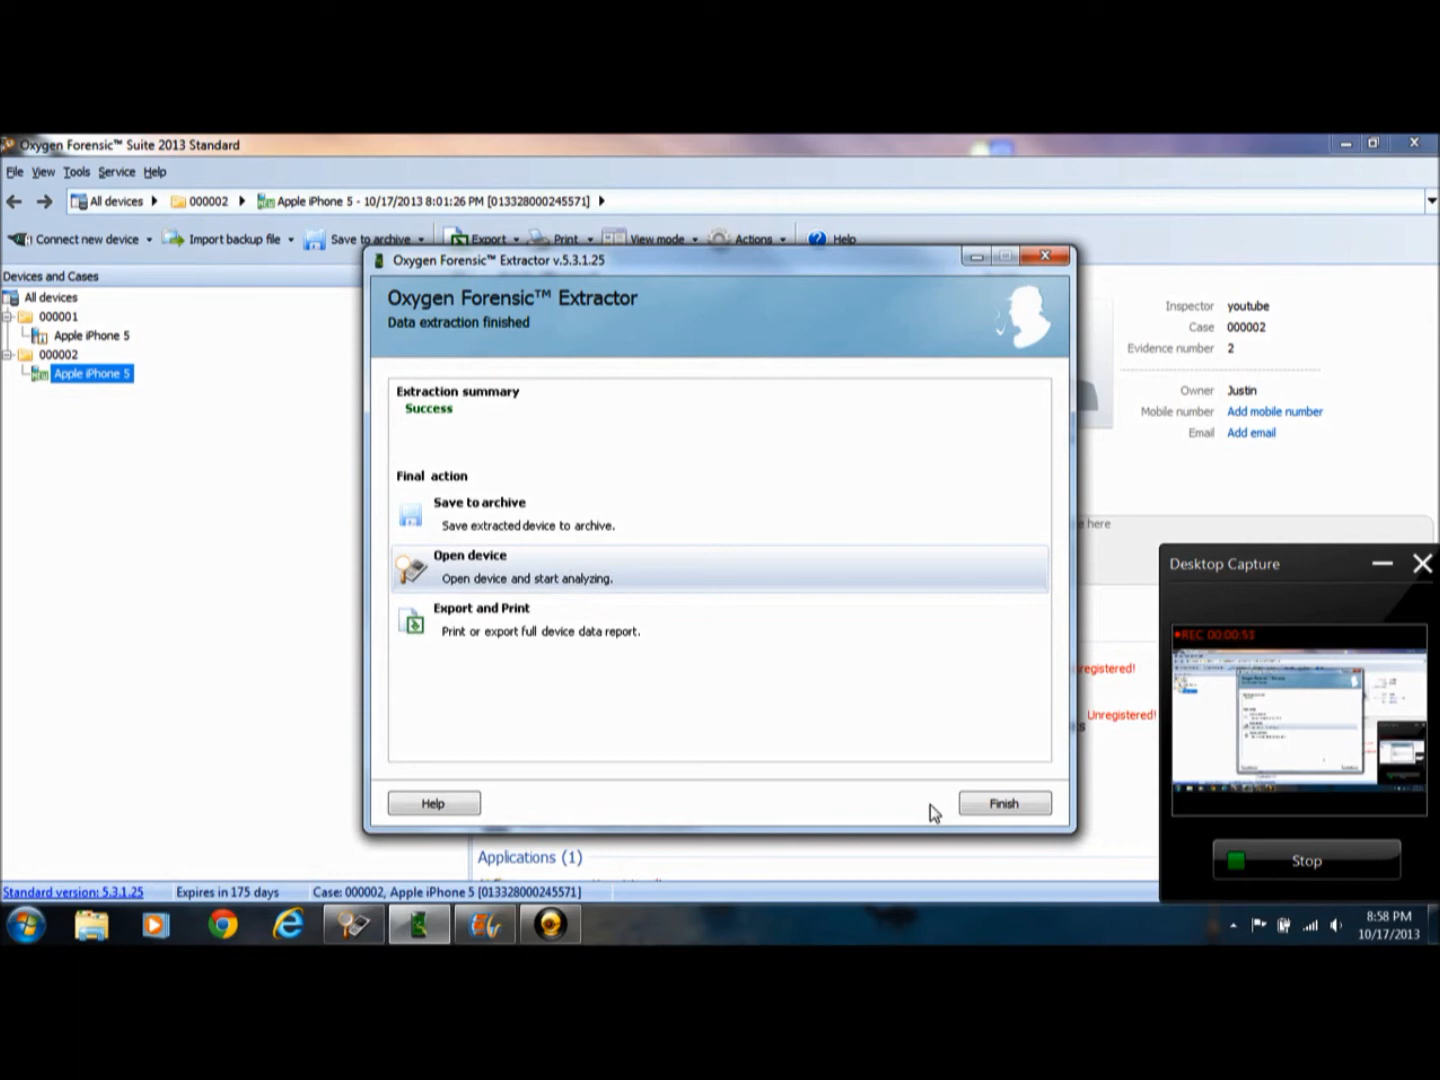 Oxygen Forensic™ Suite 2013 Standard
File View Tools Service Help
All devices 000002 Apple iPhone 5 - 10/17/2013 8:01:26 PM [013328000245571]
Connect new device Import backup file Save to archive Export Print View mode Actions Help
Devices and Cases
All devices
000001
Apple iPhone 5
000002
Apple iPhone 5
Oxygen Forensic™ Extractor v.5.3.1.25
Oxygen Forensic™ Extractor
Data extraction finished
Extraction summary
Success
Final action
Save to archive
Save extracted device to archive.
Open device
Open device and start analyzing.
Export and Print
Print or export full device data report.
Help
Finish
Inspector youtube
Case 000002
Evidence number 2
Owner Justin
Mobile number Add mobile number
Email Add email
here
Unregistered!
Applications (1)
Desktop Capture
REC 00:00:51
Stop
Standard version: 5.3.1.25 Expires in 175 days Case: 000002, Apple iPhone 5 [013328000245571]
8:58 PM
10/17/2013